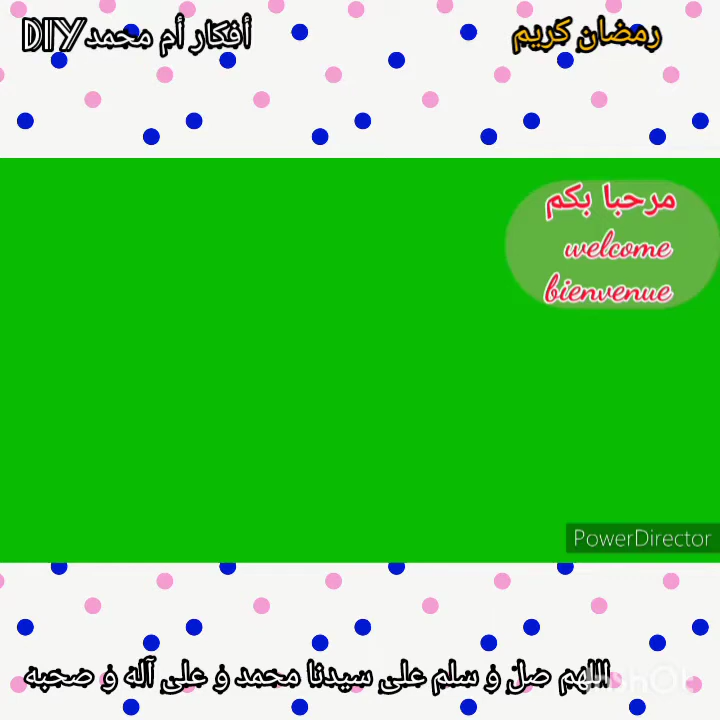 أفكار أم محمد DIY
رمضان كريم
مرحبا بكم
welcome
bienvenue
PowerDirector
اللهم صل و سلم على سيدنا محمد و على آله و صحبه